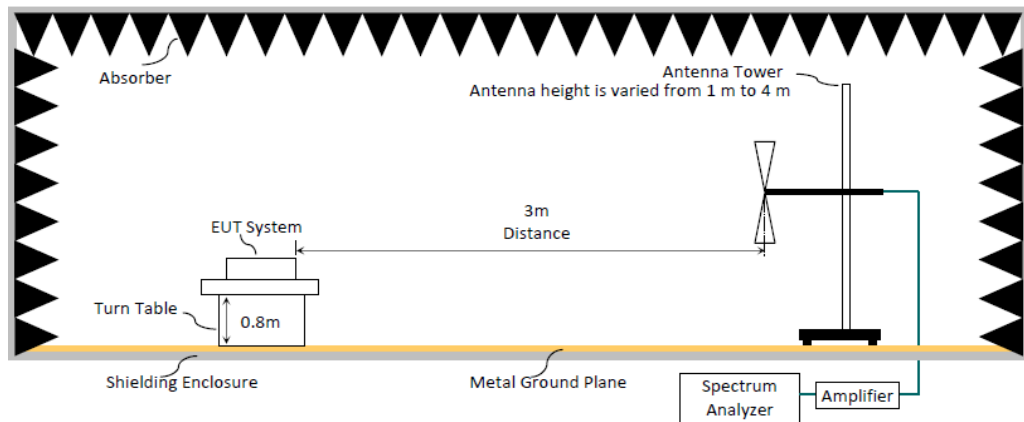 Absorber
Antenna Tower
Antenna height is varied from 1 m to 4 m
3m
Distance
EUT System
Turn Table
0.8m
Shielding Enclosure
Metal Ground Plane
Spectrum
Analyzer
Amplifier